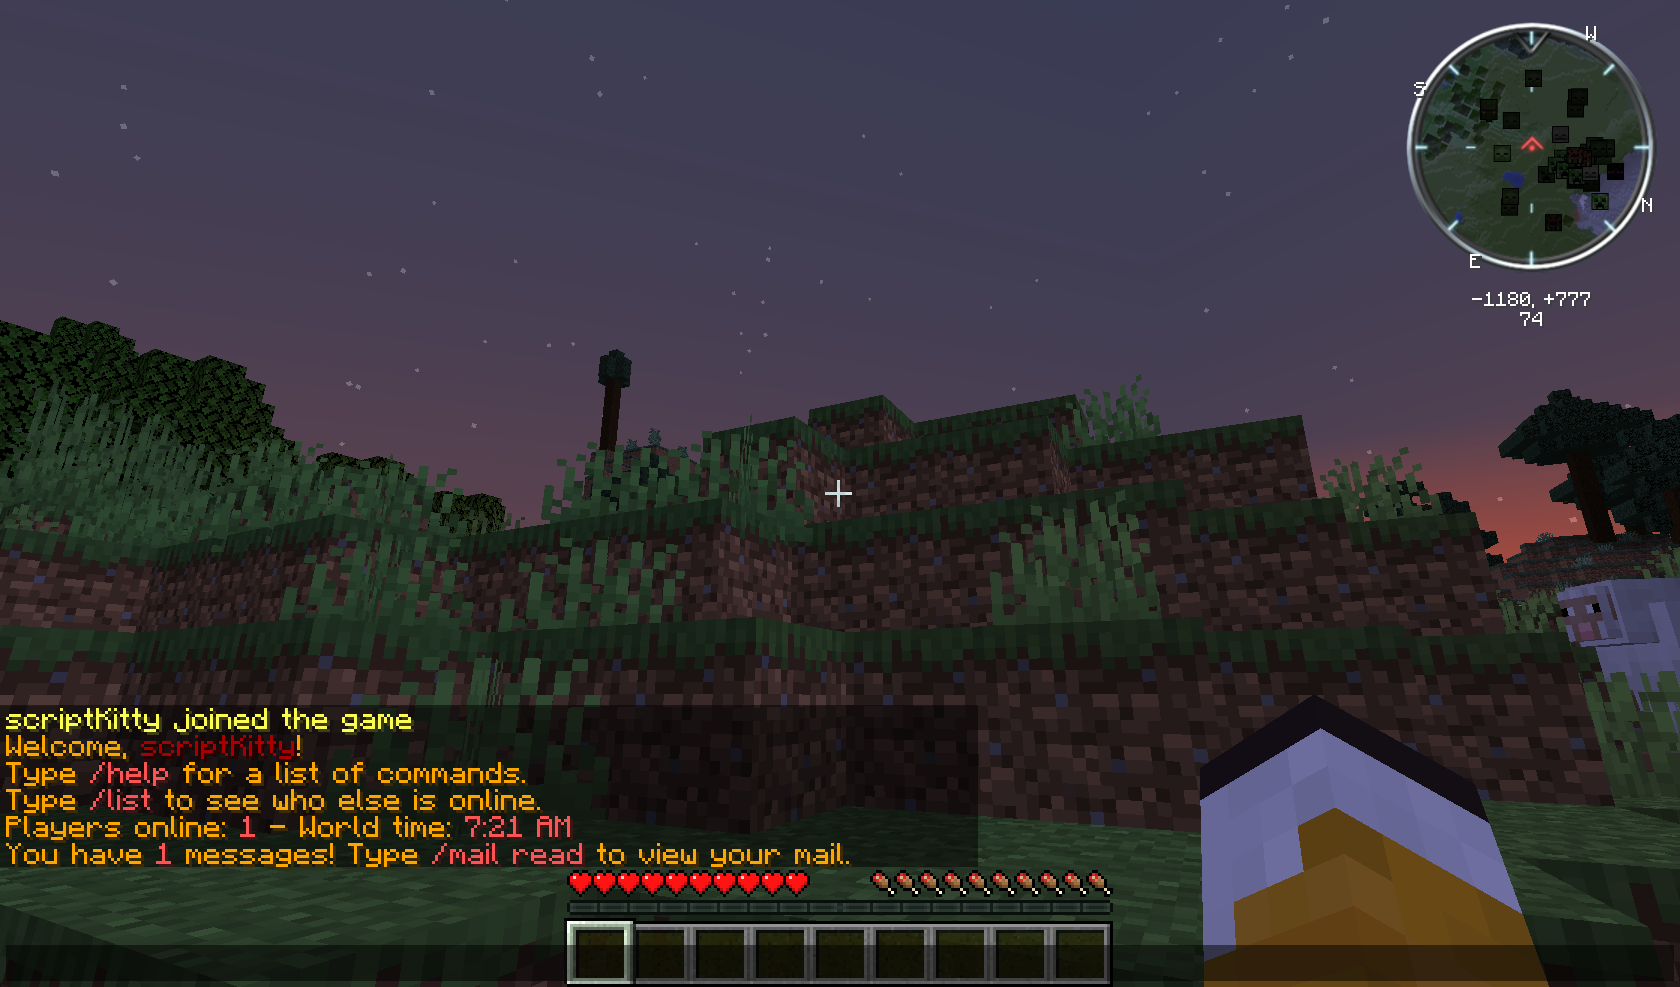 W
S
N
E
-1180, +777
74
scriptKitty joined the game
Welcome, scriptKitty!
Type /help for a list of commands.
Type /list to see who else is online.
Players online: 1 - World time: 7:21 AM
You have 1 messages! Type /mail read to view your mail.